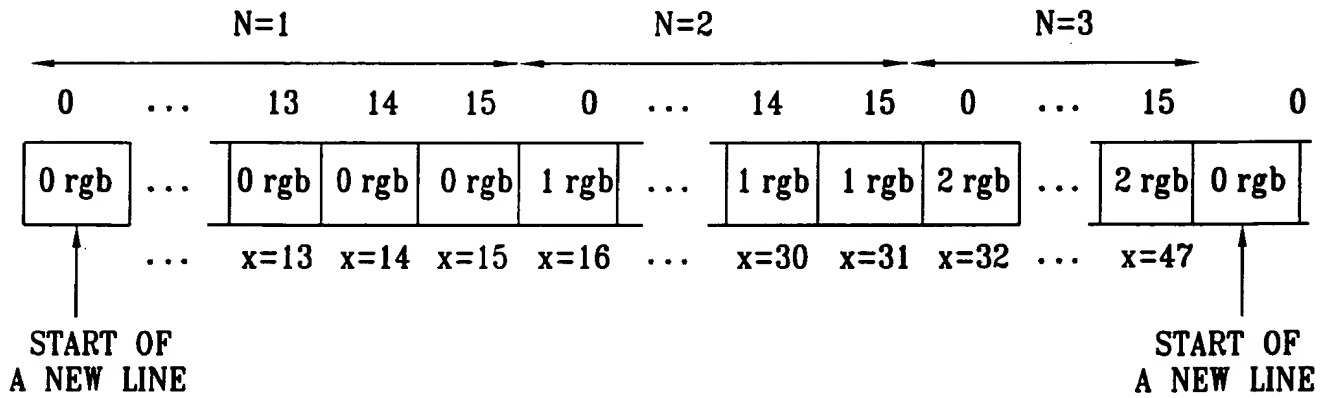 N=1 N=2 N=3
0 ... 13 14 15 0 ... 14 15 0 ... 15 0
0 rgb ... 0 rgb 0 rgb 0 rgb 1 rgb ... 1 rgb 1 rgb 2 rgb ... 2 rgb 0 rgb
... x=13 x=14 x=15 x=16 ... x=30 x=31 x=32 ... x=47
START OF START OF
A NEW LINE A NEW LINE